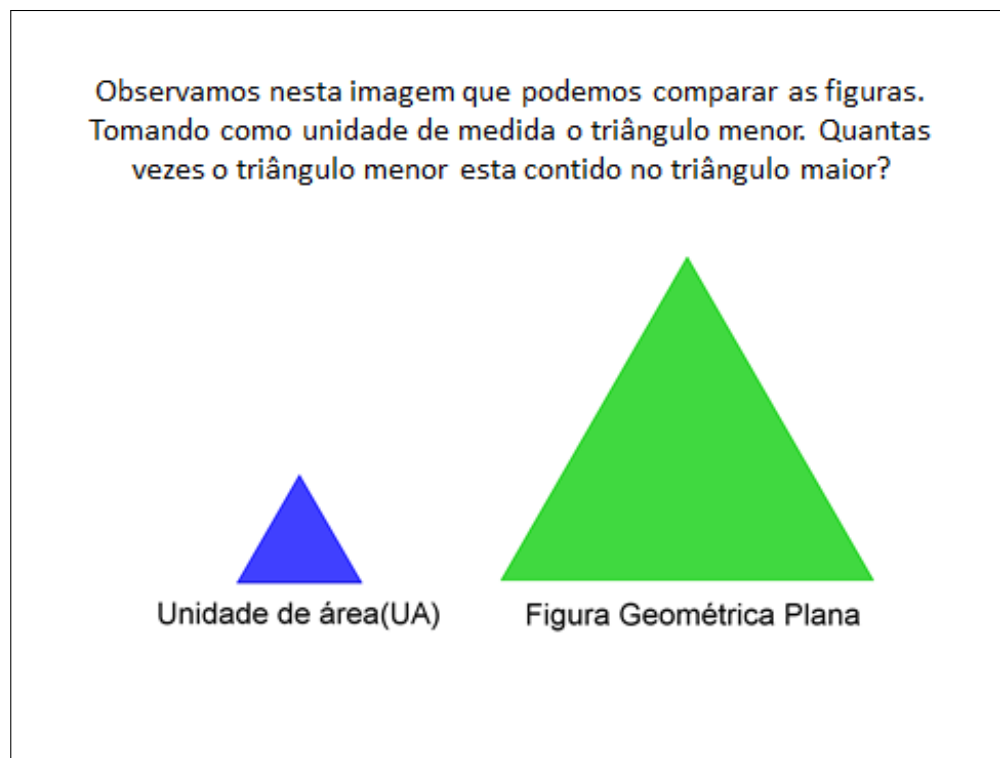 Observamos nesta imagem que podemos comparar as figuras.
Tomando como unidade de medida o triângulo menor. Quantas
vezes o triângulo menor esta contido no triângulo maior?
Unidade de área(UA)
Figura Geométrica Plana